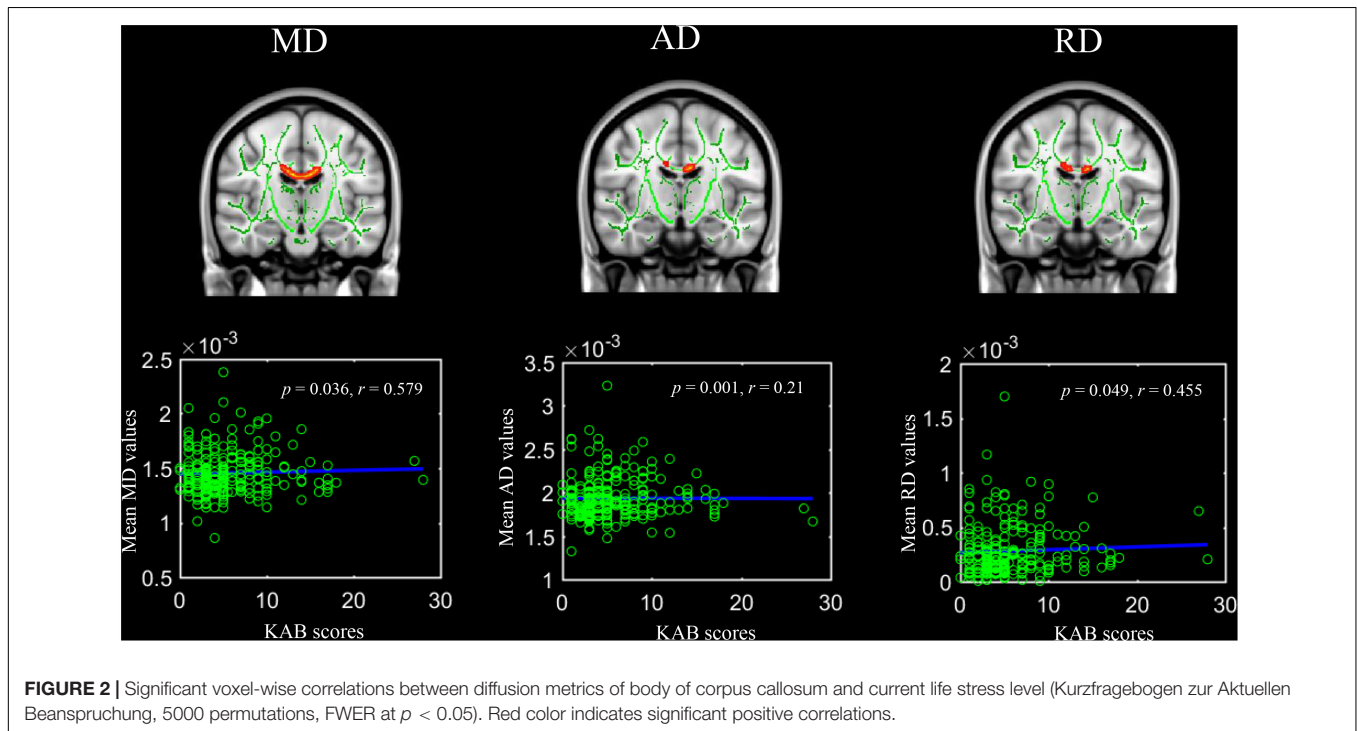 MD AD RD
× 10⁻³
2.5
2
1.5
1
0.5
0 10 20 30
Mean MD values
KAB scores
p = 0.036, r = 0.579
× 10⁻³
3.5
3
2.5
2
1.5
1
0 10 20 30
Mean AD values
KAB scores
p = 0.001, r = 0.21
× 10⁻³
2
1.5
1
0.5
0
0 10 20 30
Mean RD values
KAB scores
p = 0.049, r = 0.455
FIGURE 2 | Significant voxel-wise correlations between diffusion metrics of body of corpus callosum and current life stress level (Kurzfragebogen zur Aktuellen
Beanspruchung, 5000 permutations, FWER at p < 0.05). Red color indicates significant positive correlations.